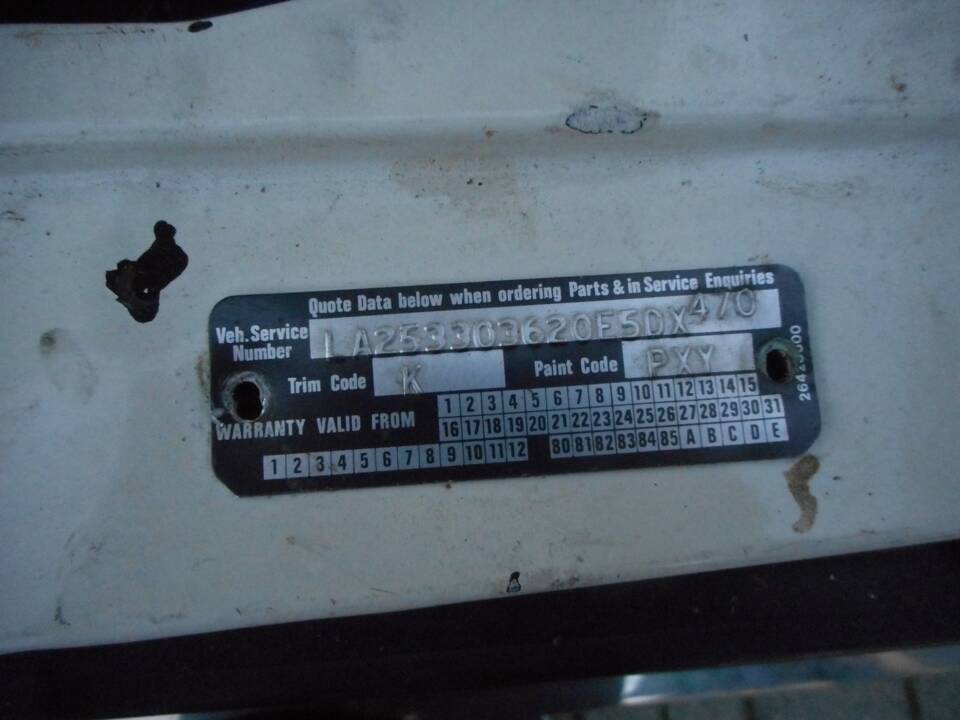 Quote Data below when ordering Parts & in Service Enquiries
Veh. Service Number LA253303620E5DX470
Trim Code K Paint Code PXY
WARRANTY VALID FROM
1 2 3 4 5 6 7 8 9 10 11 12 13 14 15
16 17 18 19 20 21 22 23 24 25 26 27 28 29 30 31
1 2 3 4 5 6 7 8 9 10 11 12 80 81 82 83 84 85 A B C D E